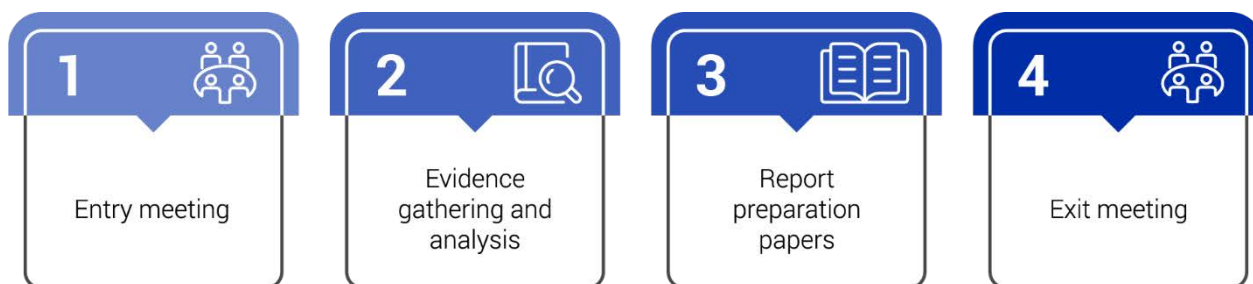 1
Entry meeting
2
Evidence
gathering and
analysis
3
Report
preparation
papers
4
Exit meeting